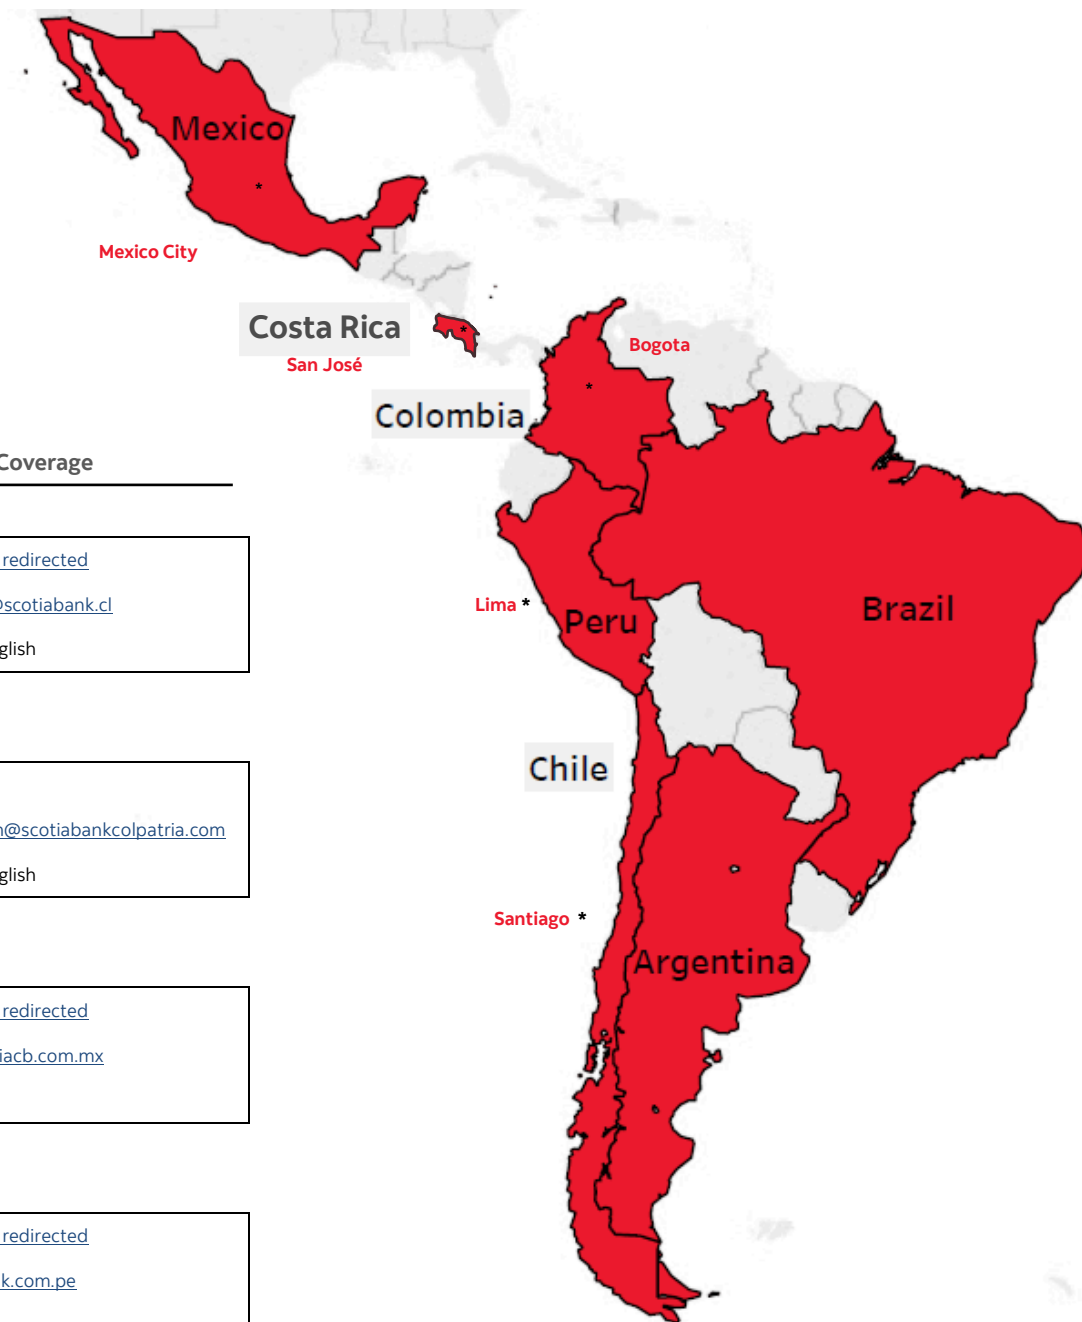 Mexico
*
Mexico City
Costa Rica
*
San José
Bogota
*
Colombia
Coverage
redirected
@scotiabank.cl
glish
Lima *
Peru
Brazil
Chile
n@scotiabankcolpatria.com
glish
Santiago *
Argentina
redirected
iacb.com.mx
redirected
k.com.pe